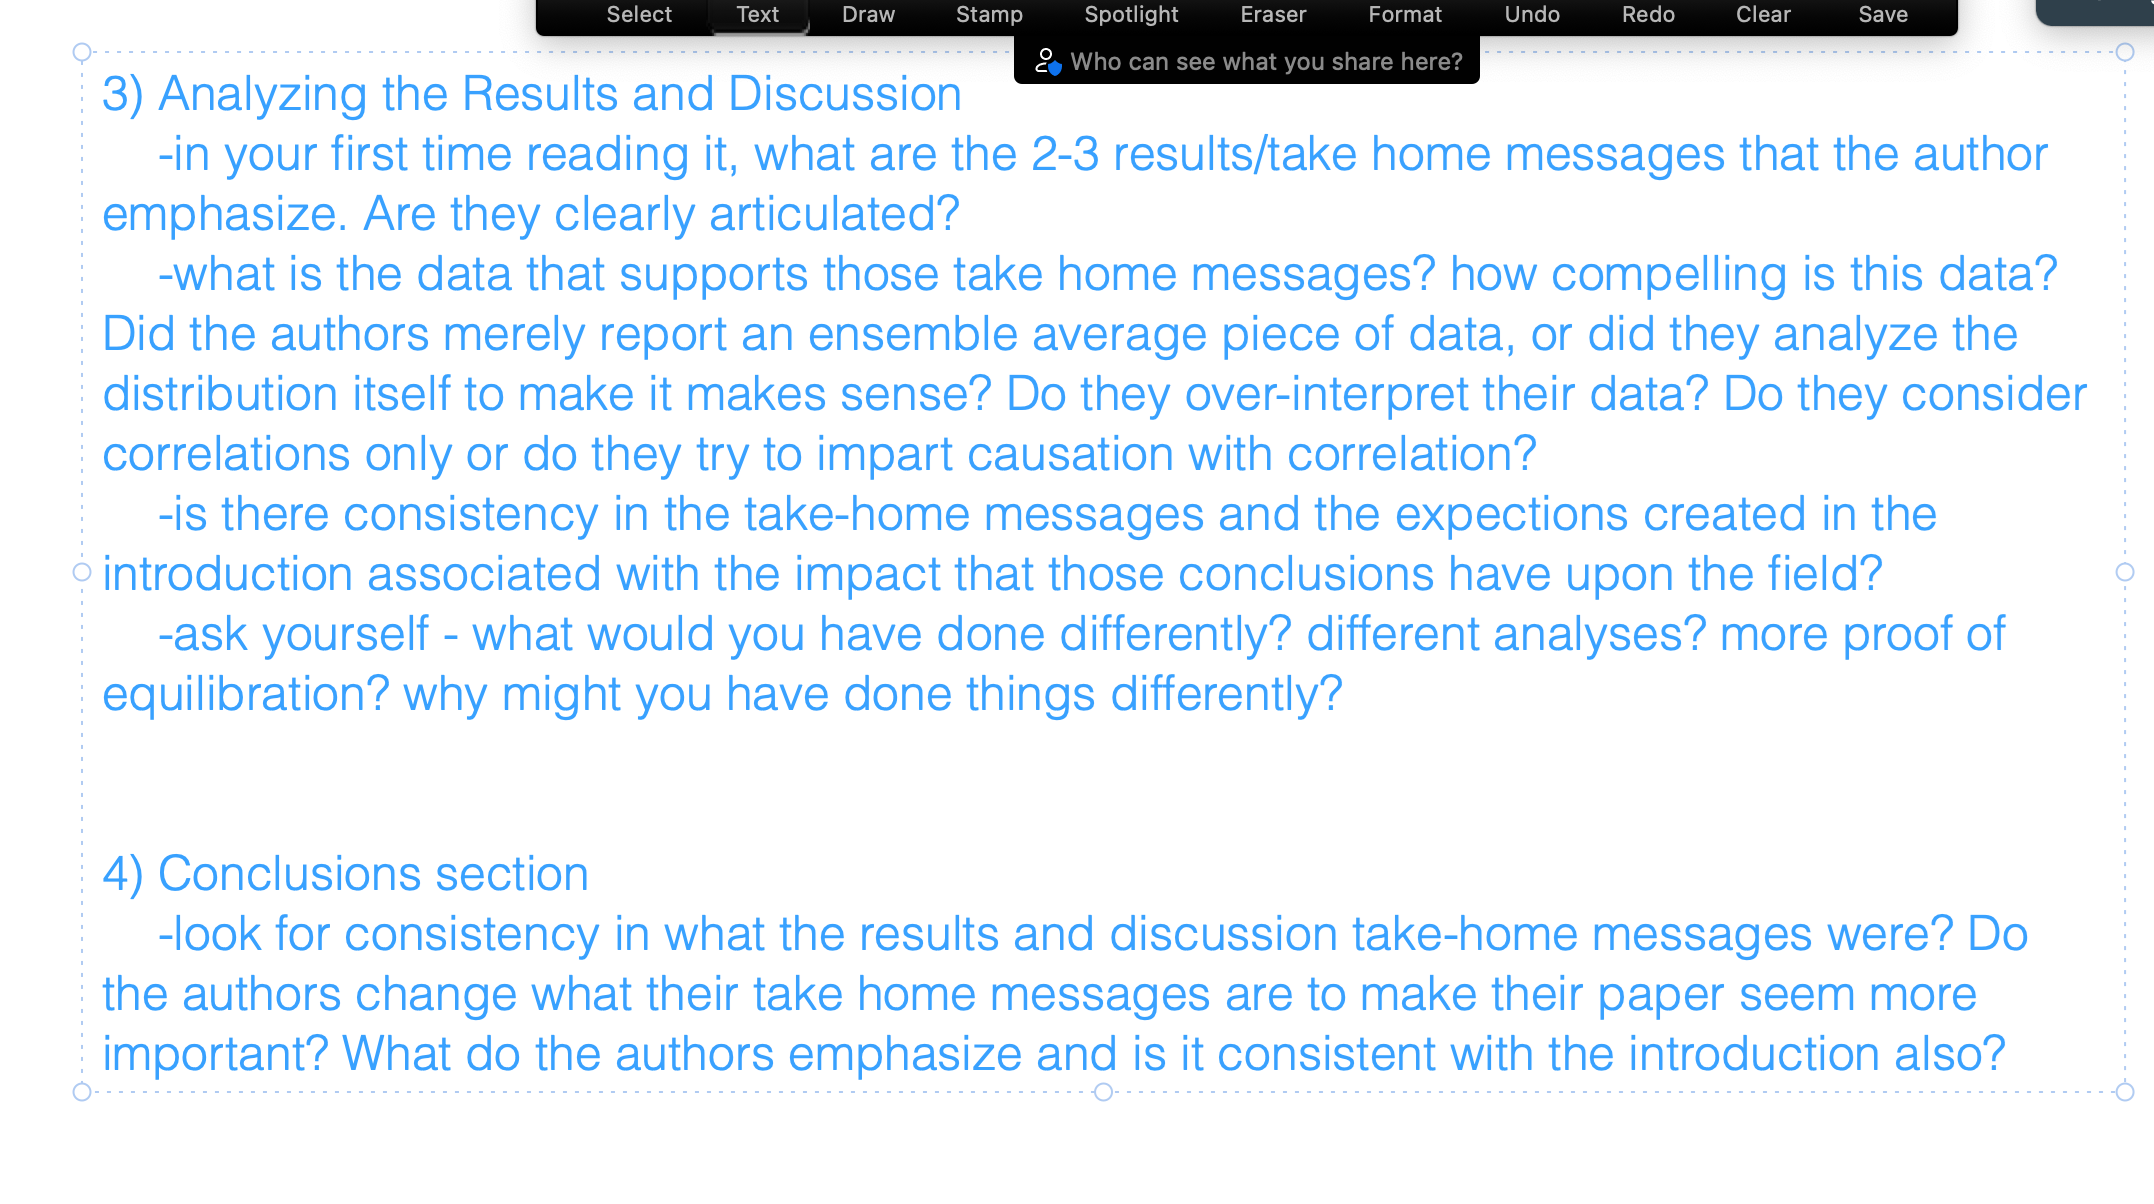 Select Text Draw Stamp Spotlight Eraser Format Undo Redo Clear Save
Who can see what you share here?
3) Analyzing the Results and Discussion
-in your first time reading it, what are the 2-3 results/take home messages that the author
emphasize. Are they clearly articulated?
-what is the data that supports those take home messages? how compelling is this data?
Did the authors merely report an ensemble average piece of data, or did they analyze the
distribution itself to make it makes sense? Do they over-interpret their data? Do they consider
correlations only or do they try to impart causation with correlation?
-is there consistency in the take-home messages and the expections created in the
introduction associated with the impact that those conclusions have upon the field?
-ask yourself - what would you have done differently? different analyses? more proof of
equilibration? why might you have done things differently?
4) Conclusions section
-look for consistency in what the results and discussion take-home messages were? Do
the authors change what their take home messages are to make their paper seem more
important? What do the authors emphasize and is it consistent with the introduction also?